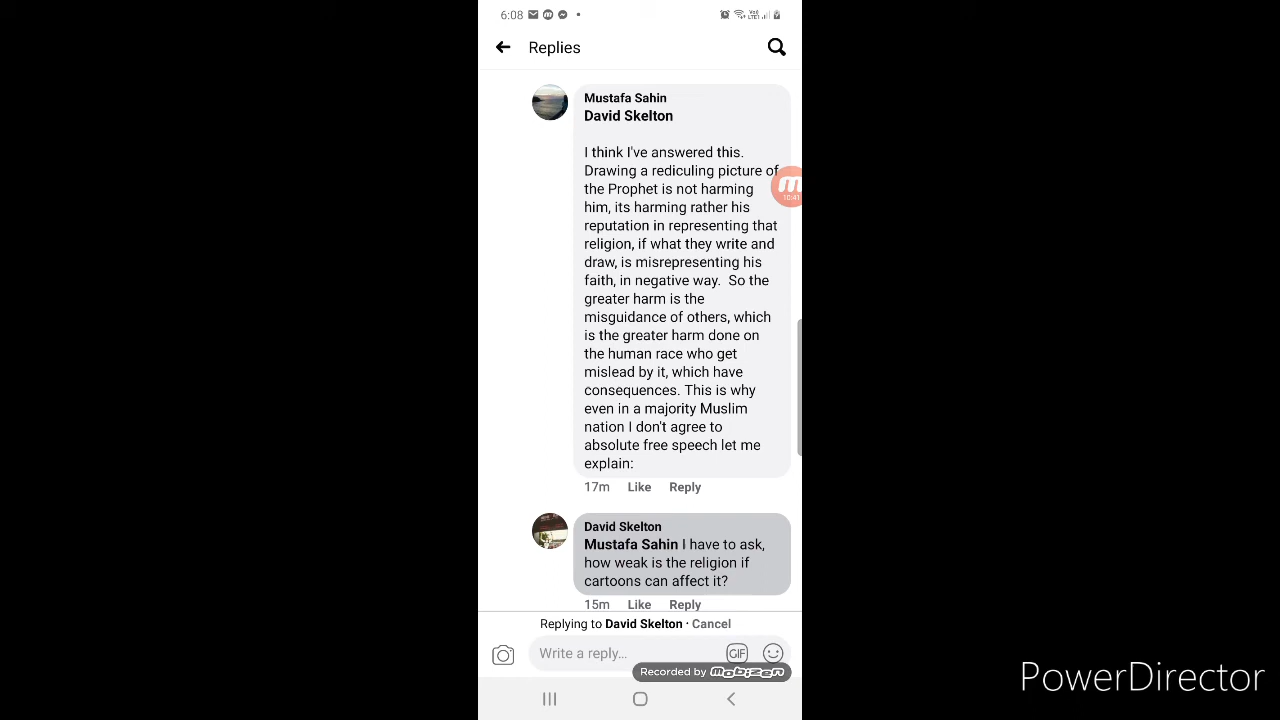 6:08
Replies
Mustafa Sahin
David Skelton
I think I've answered this.
Drawing a rediculing picture of
the Prophet is not harming
him, its harming rather his
reputation in representing that
religion, if what they write and
draw, is misrepresenting his
faith, in negative way. So the
greater harm is the
misguidance of others, which
is the greater harm done on
the human race who get
mislead by it, which have
consequences. This is why
even in a majority Muslim
nation I don't agree to
absolute free speech let me
explain:
10:41
17m Like Reply
David Skelton
Mustafa Sahin I have to ask,
how weak is the religion if
cartoons can affect it?
15m Like Reply
Replying to David Skelton · Cancel
Write a reply...
GIF
Recorded by mobizen
PowerDirector